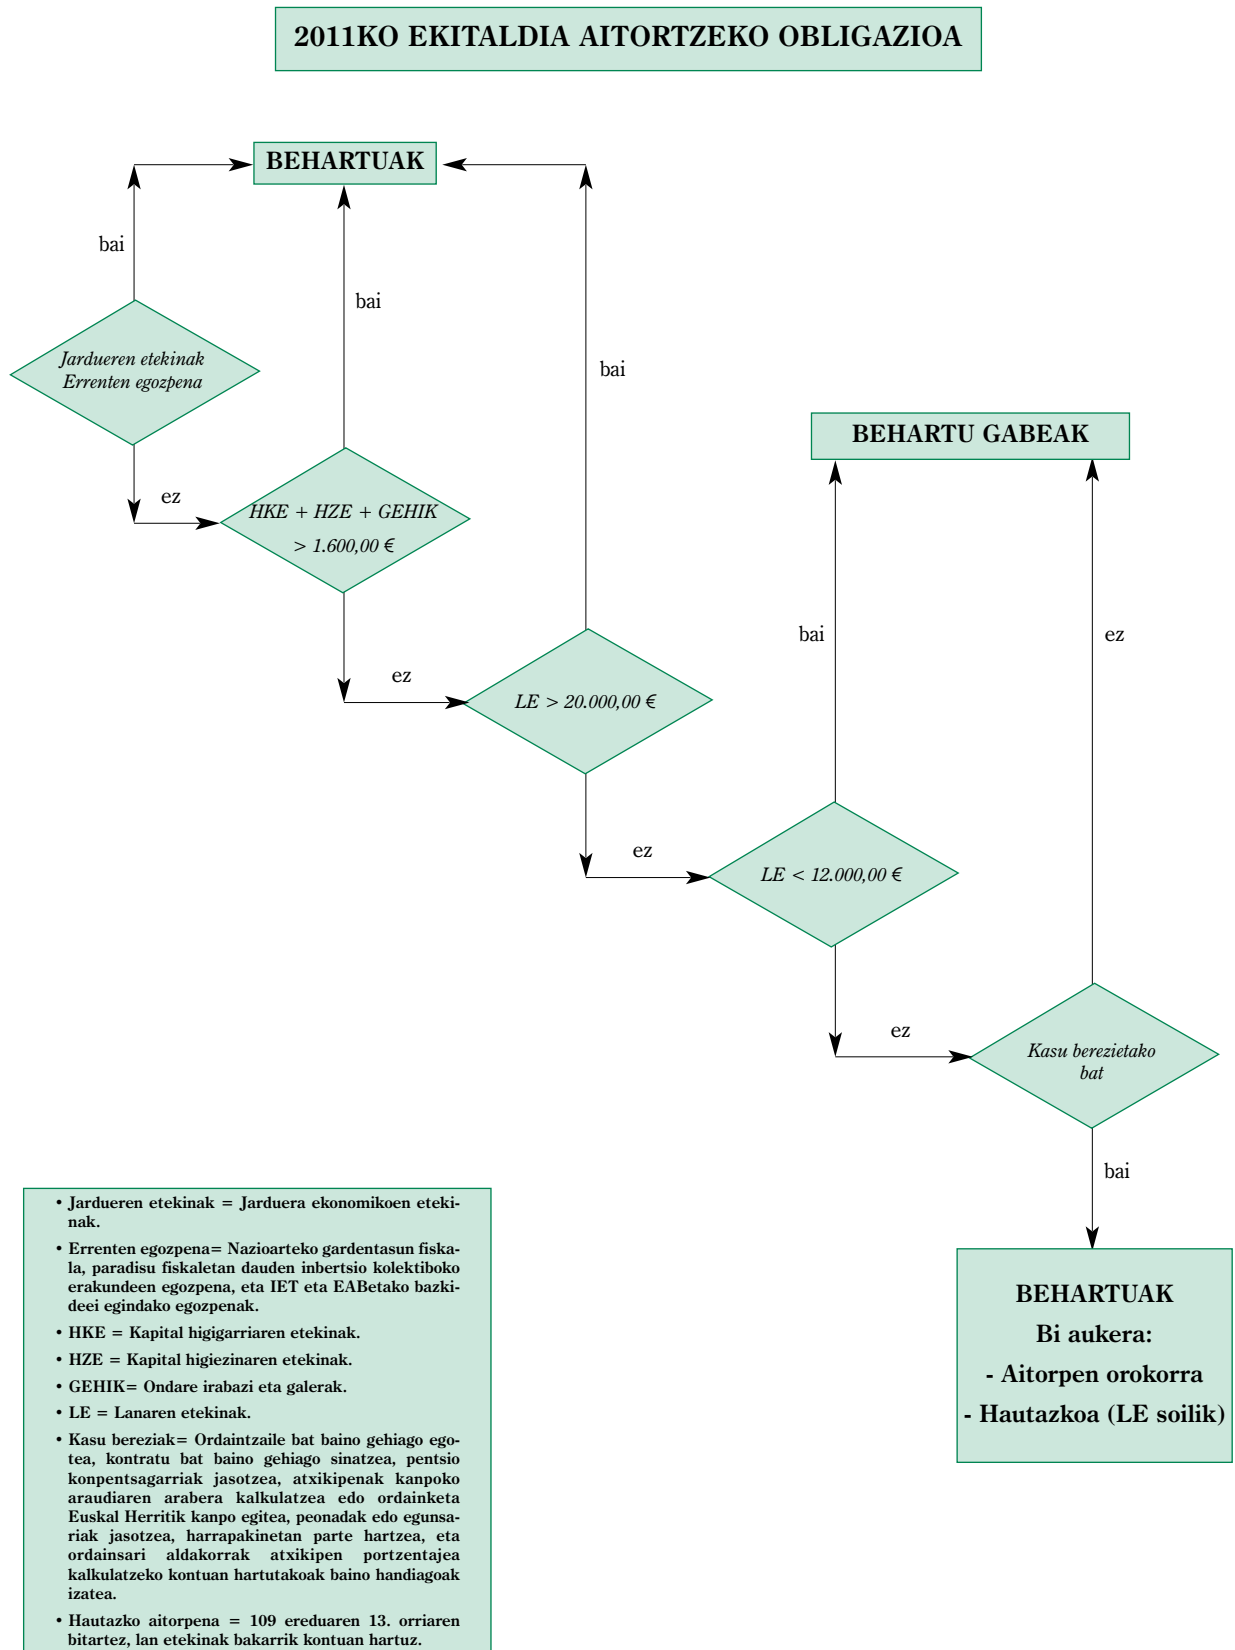 2011KO EKITALDIA AITORTZEKO OBLIGAZIOA
BEHARTUAK
bai
bai
bai
Jardueren etekinak
Errenten egozpena
ez
HKE + HZE + GEHIK
> 1.600,00 €
BEHARTU GABEAK
ez
LE > 20.000,00 €
bai
ez
ez
LE < 12.000,00 €
ez
Kasu berezietako
bat
bai
• Jardueren etekinak = Jarduera ekonomikoen eteki-
nak.
• Errenten egozpena= Nazioarteko gardentasun fiska-
la, paradisu fiskaletan dauden inbertsio kolektiboko
erakundeen egozpena, eta IET eta EABetako bazki-
deei egindako egozpenak.
• HKE = Kapital higigarriaren etekinak.
• HZE = Kapital higiezinaren etekinak.
• GEHIK= Ondare irabazi eta galerak.
• LE = Lanaren etekinak.
• Kasu bereziak= Ordaintzaile bat baino gehiago ego-
tea, kontratu bat baino gehiago sinatzea, pentsio
konpentsagarriak jasotzea, atxikipenak kanpoko
araudiaren arabera kalkulatzea edo ordainketa
Euskal Herritik kanpo egitea, peonadak edo egunsa-
riak jasotzea, harrapakinetan parte hartzea, eta
ordainsari aldakorrak atxikipen portzentajea
kalkulatzeko kontuan hartutakoak baino handiagoak
izatea.
• Hautazko aitorpena = 109 ereduaren 13. orriaren
bitartez, lan etekinak bakarrik kontuan hartuz.
BEHARTUAK
Bi aukera:
- Aitorpen orokorra
- Hautazkoa (LE soilik)